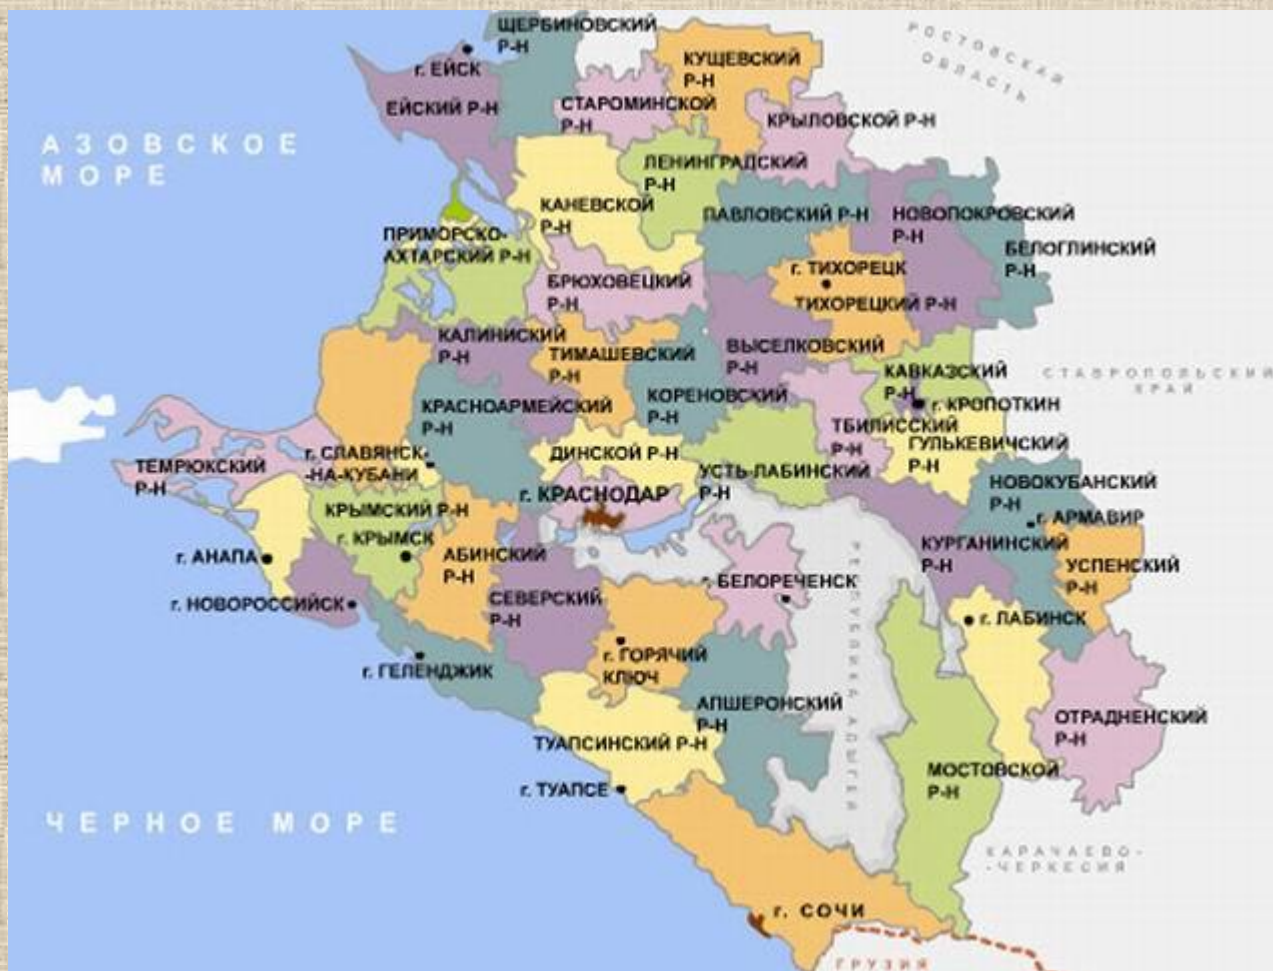 ЩЕРБИНОВСКИЙ
Р-Н
г. ЕЙСК
ЕЙСКИЙ Р-Н
КУЩЕВСКИЙ
Р-Н
РОСТОВСКАЯ
ОБЛАСТЬ
СТАРОМИНСКОЙ
Р-Н
КРЫЛОВСКОЙ Р-Н
АЗОВСКОЕ
МОРЕ
ЛЕНИНГРАДСКИЙ
Р-Н
КАНЕВСКОЙ
Р-Н
ПАВЛОВСКИЙ Р-Н
НОВОПОКРОВСКИЙ
Р-Н
БЕЛОГЛИНСКИЙ
Р-Н
ПРИМОРСКО-
АХТАРСКИЙ Р-Н
БРЮХОВЕЦКИЙ
Р-Н
г. ТИХОРЕЦК
ТИХОРЕЦКИЙ Р-Н
КАЛИНИСКИЙ
Р-Н
ТИМАШЕВСКИЙ
Р-Н
ВЫСЕЛКОВСКИЙ
Р-Н
КАВКАЗСКИЙ
Р-Н
СТАВРОПОЛЬСКИЙ
КРАЙ
КРАСНОАРМЕЙСКИЙ
Р-Н
КОРЕНОВСКИЙ
Р-Н
г. КРОПОТКИН
ТБИЛИССКИЙ
Р-Н
ГУЛЬКЕВИЧСКИЙ
Р-Н
ТЕМРЮКСКИЙ
Р-Н
г. СЛАВЯНСК-
-НА-КУБАНИ
ДИНСКОЙ Р-Н
УСТЬ-ЛАБИНСКИЙ
Р-Н
НОВОКУБАНСКИЙ
Р-Н
г. КРАСНОДАР
КРЫМСКИЙ Р-Н
г. КРЫМСК
г. АРМАВИР
г. АНАПА
АБИНСКИЙ
Р-Н
КУРГАНИНСКИЙ
Р-Н
УСПЕНСКИЙ
Р-Н
г. БЕЛОРЕЧЕНСК
г. НОВОРОССИЙСК
СЕВЕРСКИЙ
Р-Н
г. ЛАБИНСК
г. ГЕЛЕНДЖИК
г. ГОРЯЧИЙ
КЛЮЧ
РЕСПУБЛИКА АДЫГЕЯ
АПШЕРОНСКИЙ
Р-Н
ОТРАДНЕНСКИЙ
Р-Н
ТУАПСИНСКИЙ Р-Н
МОСТОВСКОЙ
Р-Н
г. ТУАПСЕ
ЧЕРНОЕ МОРЕ
КАРАЧАЕВО-
-ЧЕРКЕСИЯ
г. СОЧИ
ГРУЗИЯ